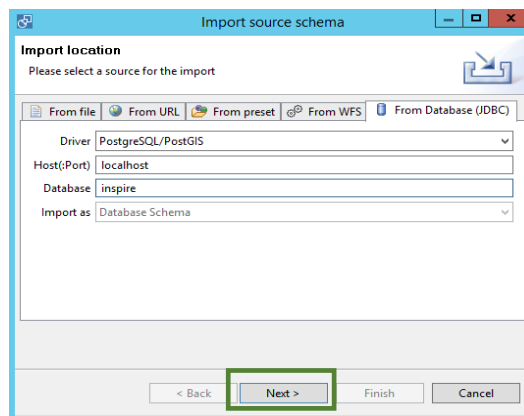 Import source schema
Import location
Please select a source for the import
From file From URL From preset From WFS From Database (JDBC)
Driver PostgreSQL/PostGIS
Host(:Port) localhost
Database inspire
Import as Database Schema
< Back Next > Finish Cancel